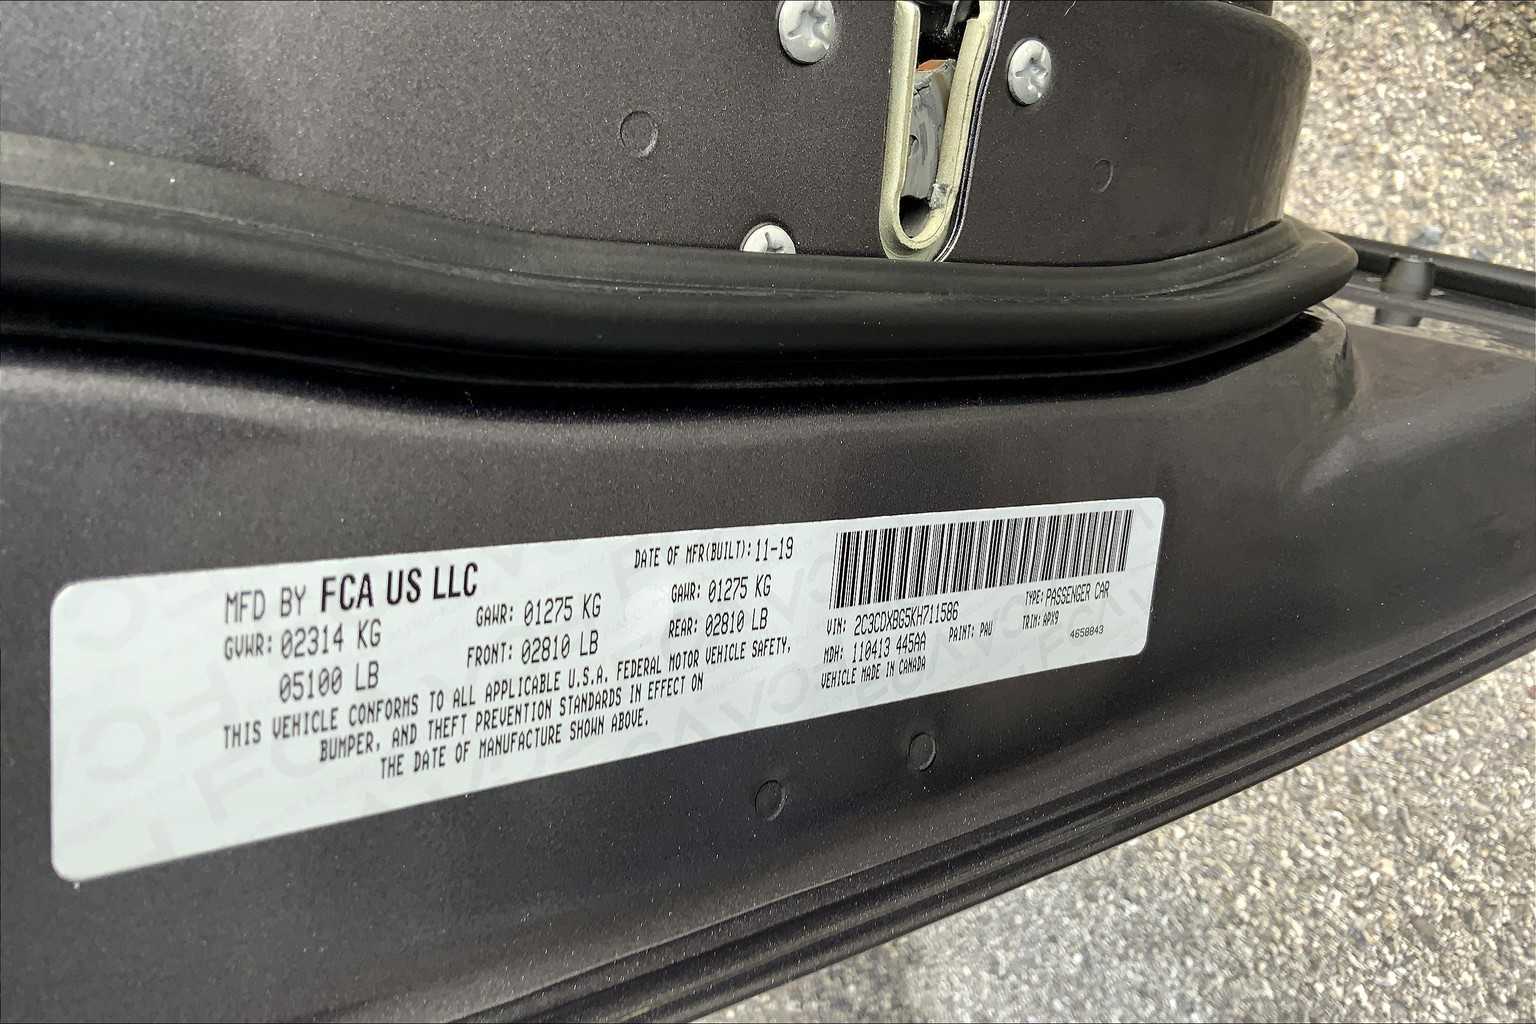 MFD BY FCA US LLC
DATE OF MFR(BUILT): 11-19
GVWR: 02314 KG
05100 LB
GAWR: 01275 KG
FRONT: 02810 LB
GAWR: 01275 KG
REAR: 02810 LB
THIS VEHICLE CONFORMS TO ALL APPLICABLE U.S.A. FEDERAL MOTOR VEHICLE SAFETY,
BUMPER, AND THEFT PREVENTION STANDARDS IN EFFECT ON
THE DATE OF MANUFACTURE SHOWN ABOVE.
VIN: 2C3CDXBG5KH711586
TYPE: PASSENGER CAR
MDH: 110413 445AA
PAINT: PAU
TRIM: APX9
VEHICLE MADE IN CANADA
4658843